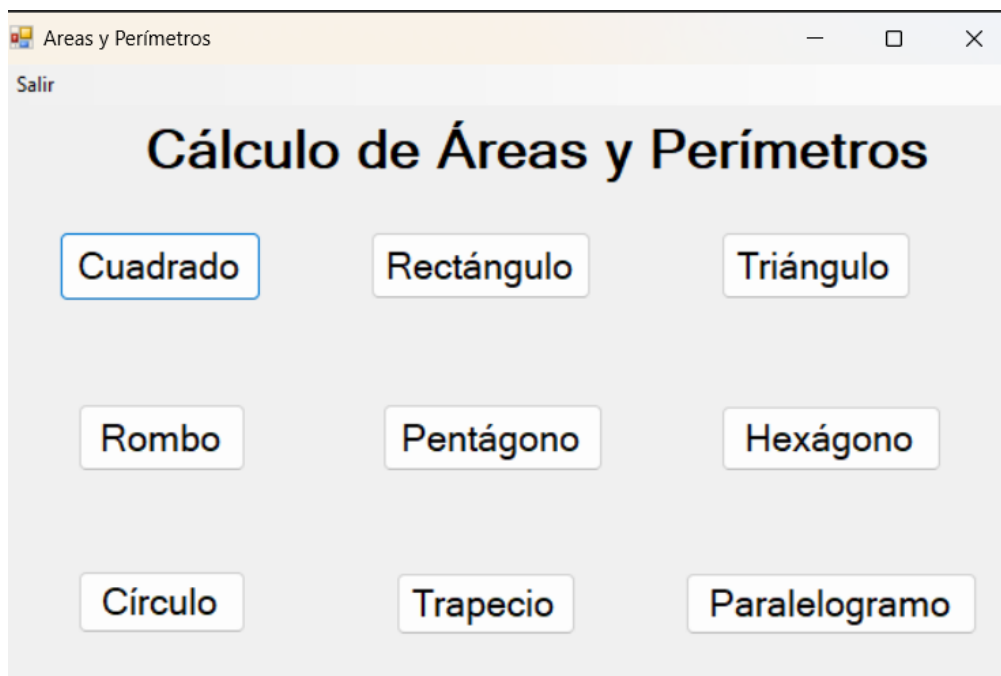 Areas y Perímetros
Salir
Cálculo de Áreas y Perímetros
Cuadrado Rectángulo Triángulo
Rombo Pentágono Hexágono
Círculo Trapecio Paralelogramo